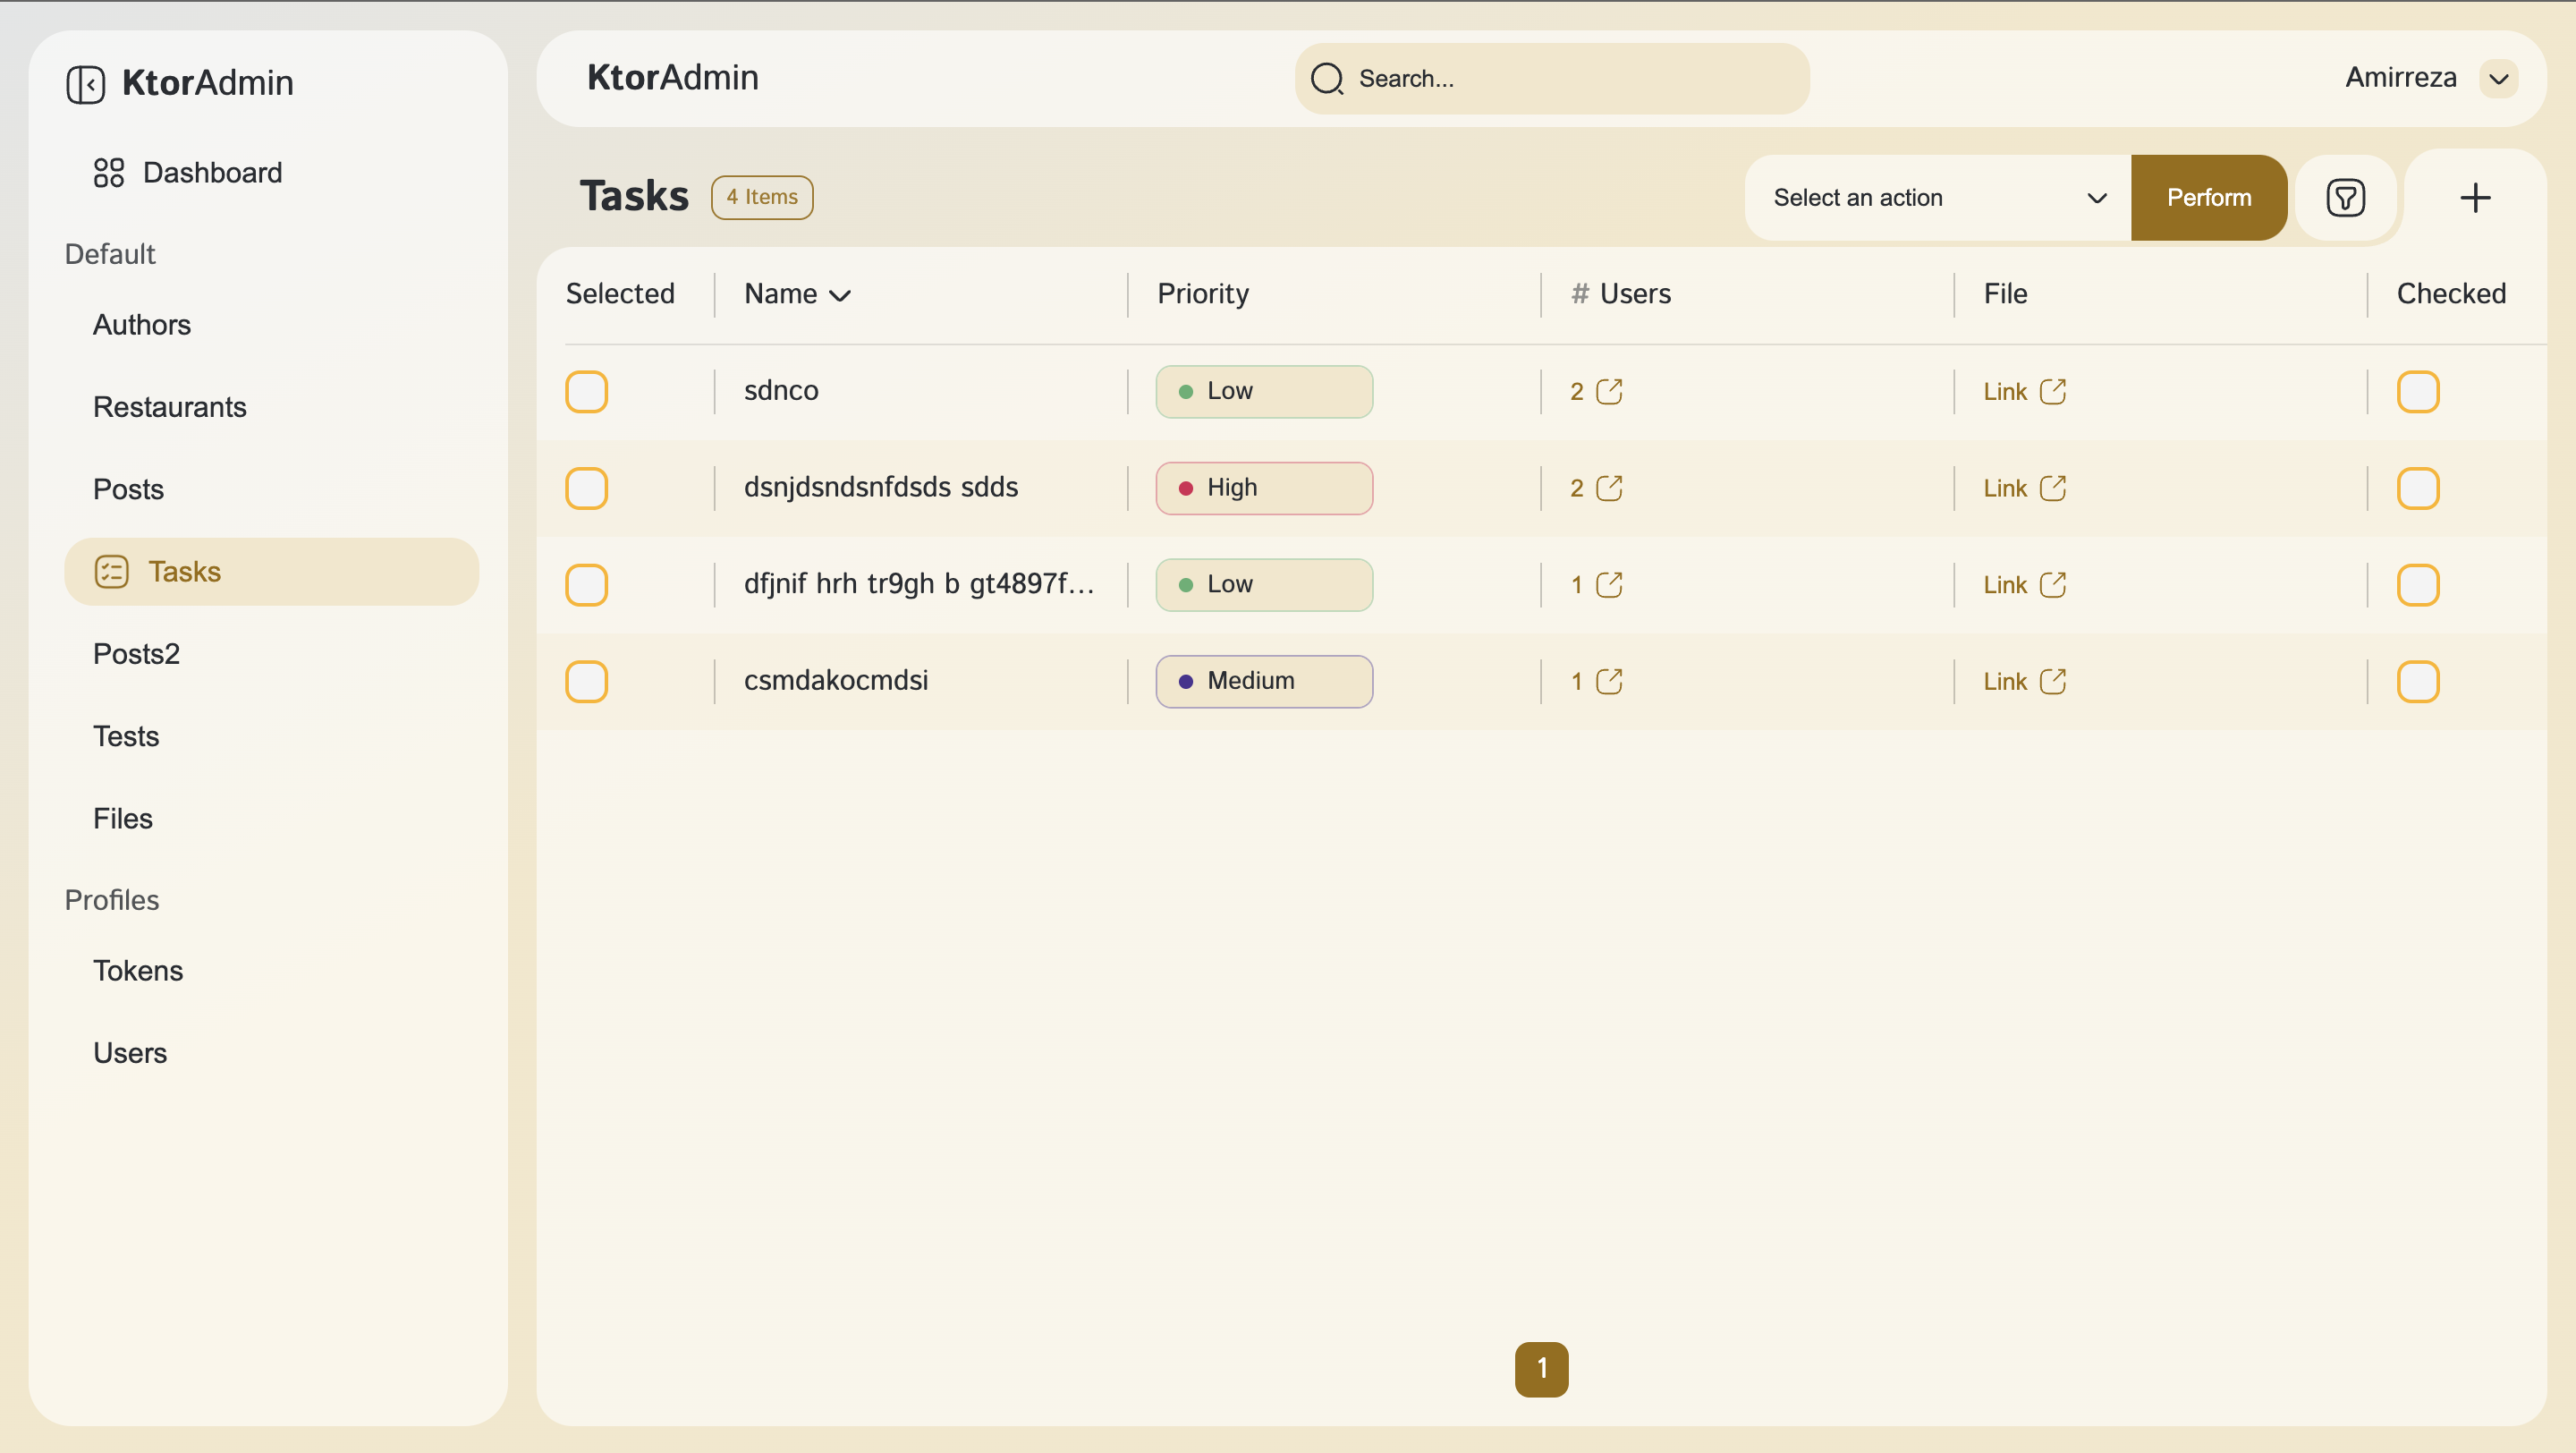 KtorAdmin
Dashboard
Default
Authors
Restaurants
Posts
Tasks
Posts2
Tests
Files
Profiles
Tokens
Users
KtorAdmin
Search...
Amirreza
Tasks
4 Items
Select an action
Perform
Selected Name Priority # Users File Checked
sdnco Low 2 Link
dsnjdsndsnfdsds sdds High 2 Link
dfjnif hrh tr9gh b gt4897f... Low 1 Link
csmdakocmdsi Medium 1 Link
1